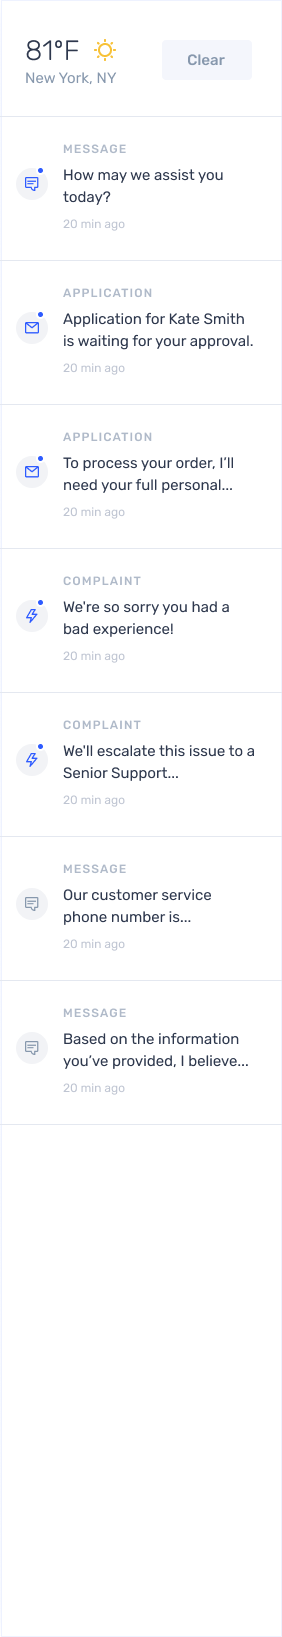 81°F
Clear
New York, NY
MESSAGE
How may we assist you
today?
20 min ago
APPLICATION
Application for Kate Smith
is waiting for your approval.
20 min ago
APPLICATION
To process your order, I’ll
need your full personal...
20 min ago
COMPLAINT
We're so sorry you had a
bad experience!
20 min ago
COMPLAINT
We'll escalate this issue to a
Senior Support...
20 min ago
MESSAGE
Our customer service
phone number is...
20 min ago
MESSAGE
Based on the information
you’ve provided, I believe...
20 min ago